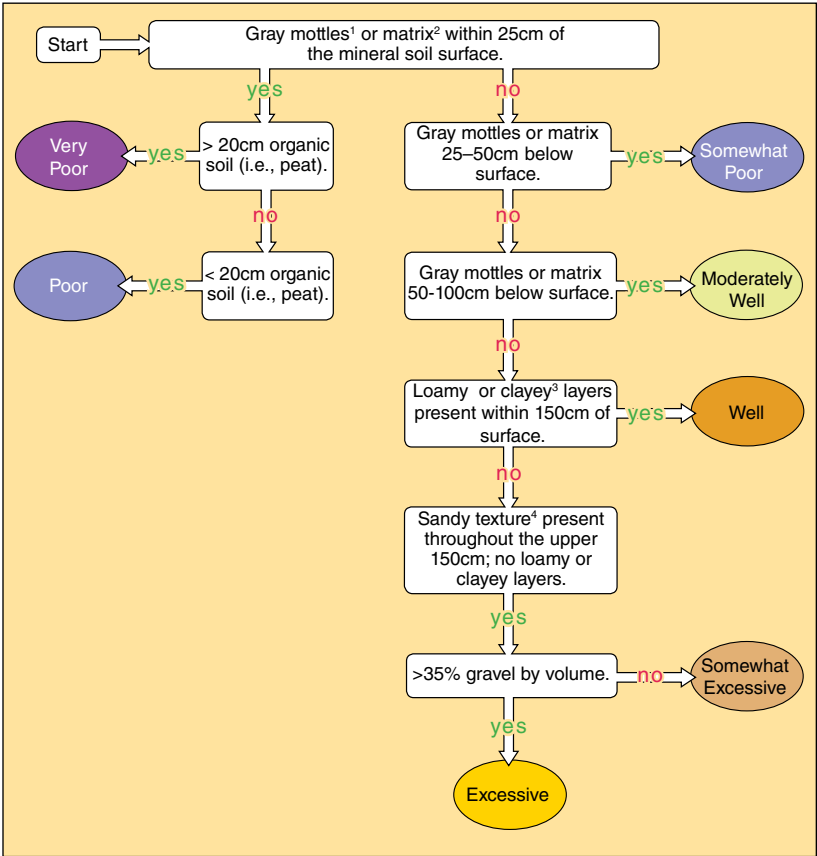 Start
Gray mottles¹ or matrix² within 25cm of
the mineral soil surface.
yes
no
Very
Poor
yes
> 20cm organic
soil (i.e., peat).
Gray mottles or matrix
25–50cm below
surface.
yes
Somewhat
Poor
no
no
Poor
yes
< 20cm organic
soil (i.e., peat).
Gray mottles or matrix
50-100cm below surface.
yes
Moderately
Well
no
Loamy or clayey³ layers
present within 150cm of
surface.
yes
Well
no
Sandy texture⁴ present
throughout the upper
150cm; no loamy or
clayey layers.
yes
>35% gravel by volume.
no
Somewhat
Excessive
yes
Excessive